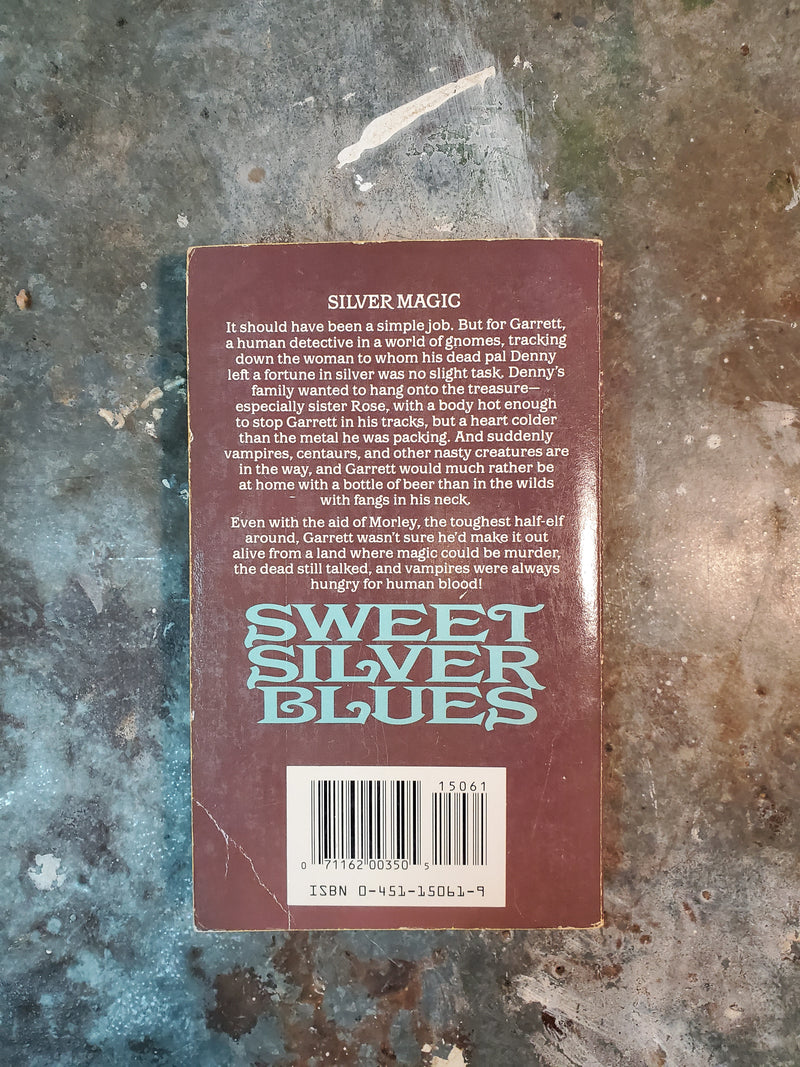 SILVER MAGIC
It should have been a simple job. But for Garrett,
a human detective in a world of gnomes, tracking
down the woman to whom his dead pal Denny
left a fortune in silver was no slight task. Denny's
family wanted to hang onto the treasure—
especially sister Rose, with a body hot enough
to stop Garrett in his tracks, but a heart colder
than the metal he was packing. And suddenly
vampires, centaurs, and other nasty creatures are
in the way, and Garrett would much rather be
at home with a bottle of beer than in the wilds
with fangs in his neck.
Even with the aid of Morley, the toughest half-elf
around, Garrett wasn't sure he'd make it out
alive from a land where magic could be murder,
the dead still talked, and vampires were always
hungry for human blood!
SWEET
SILVER
BLUES
15061
0 71162 00350 5
ISBN 0-451-15061-9